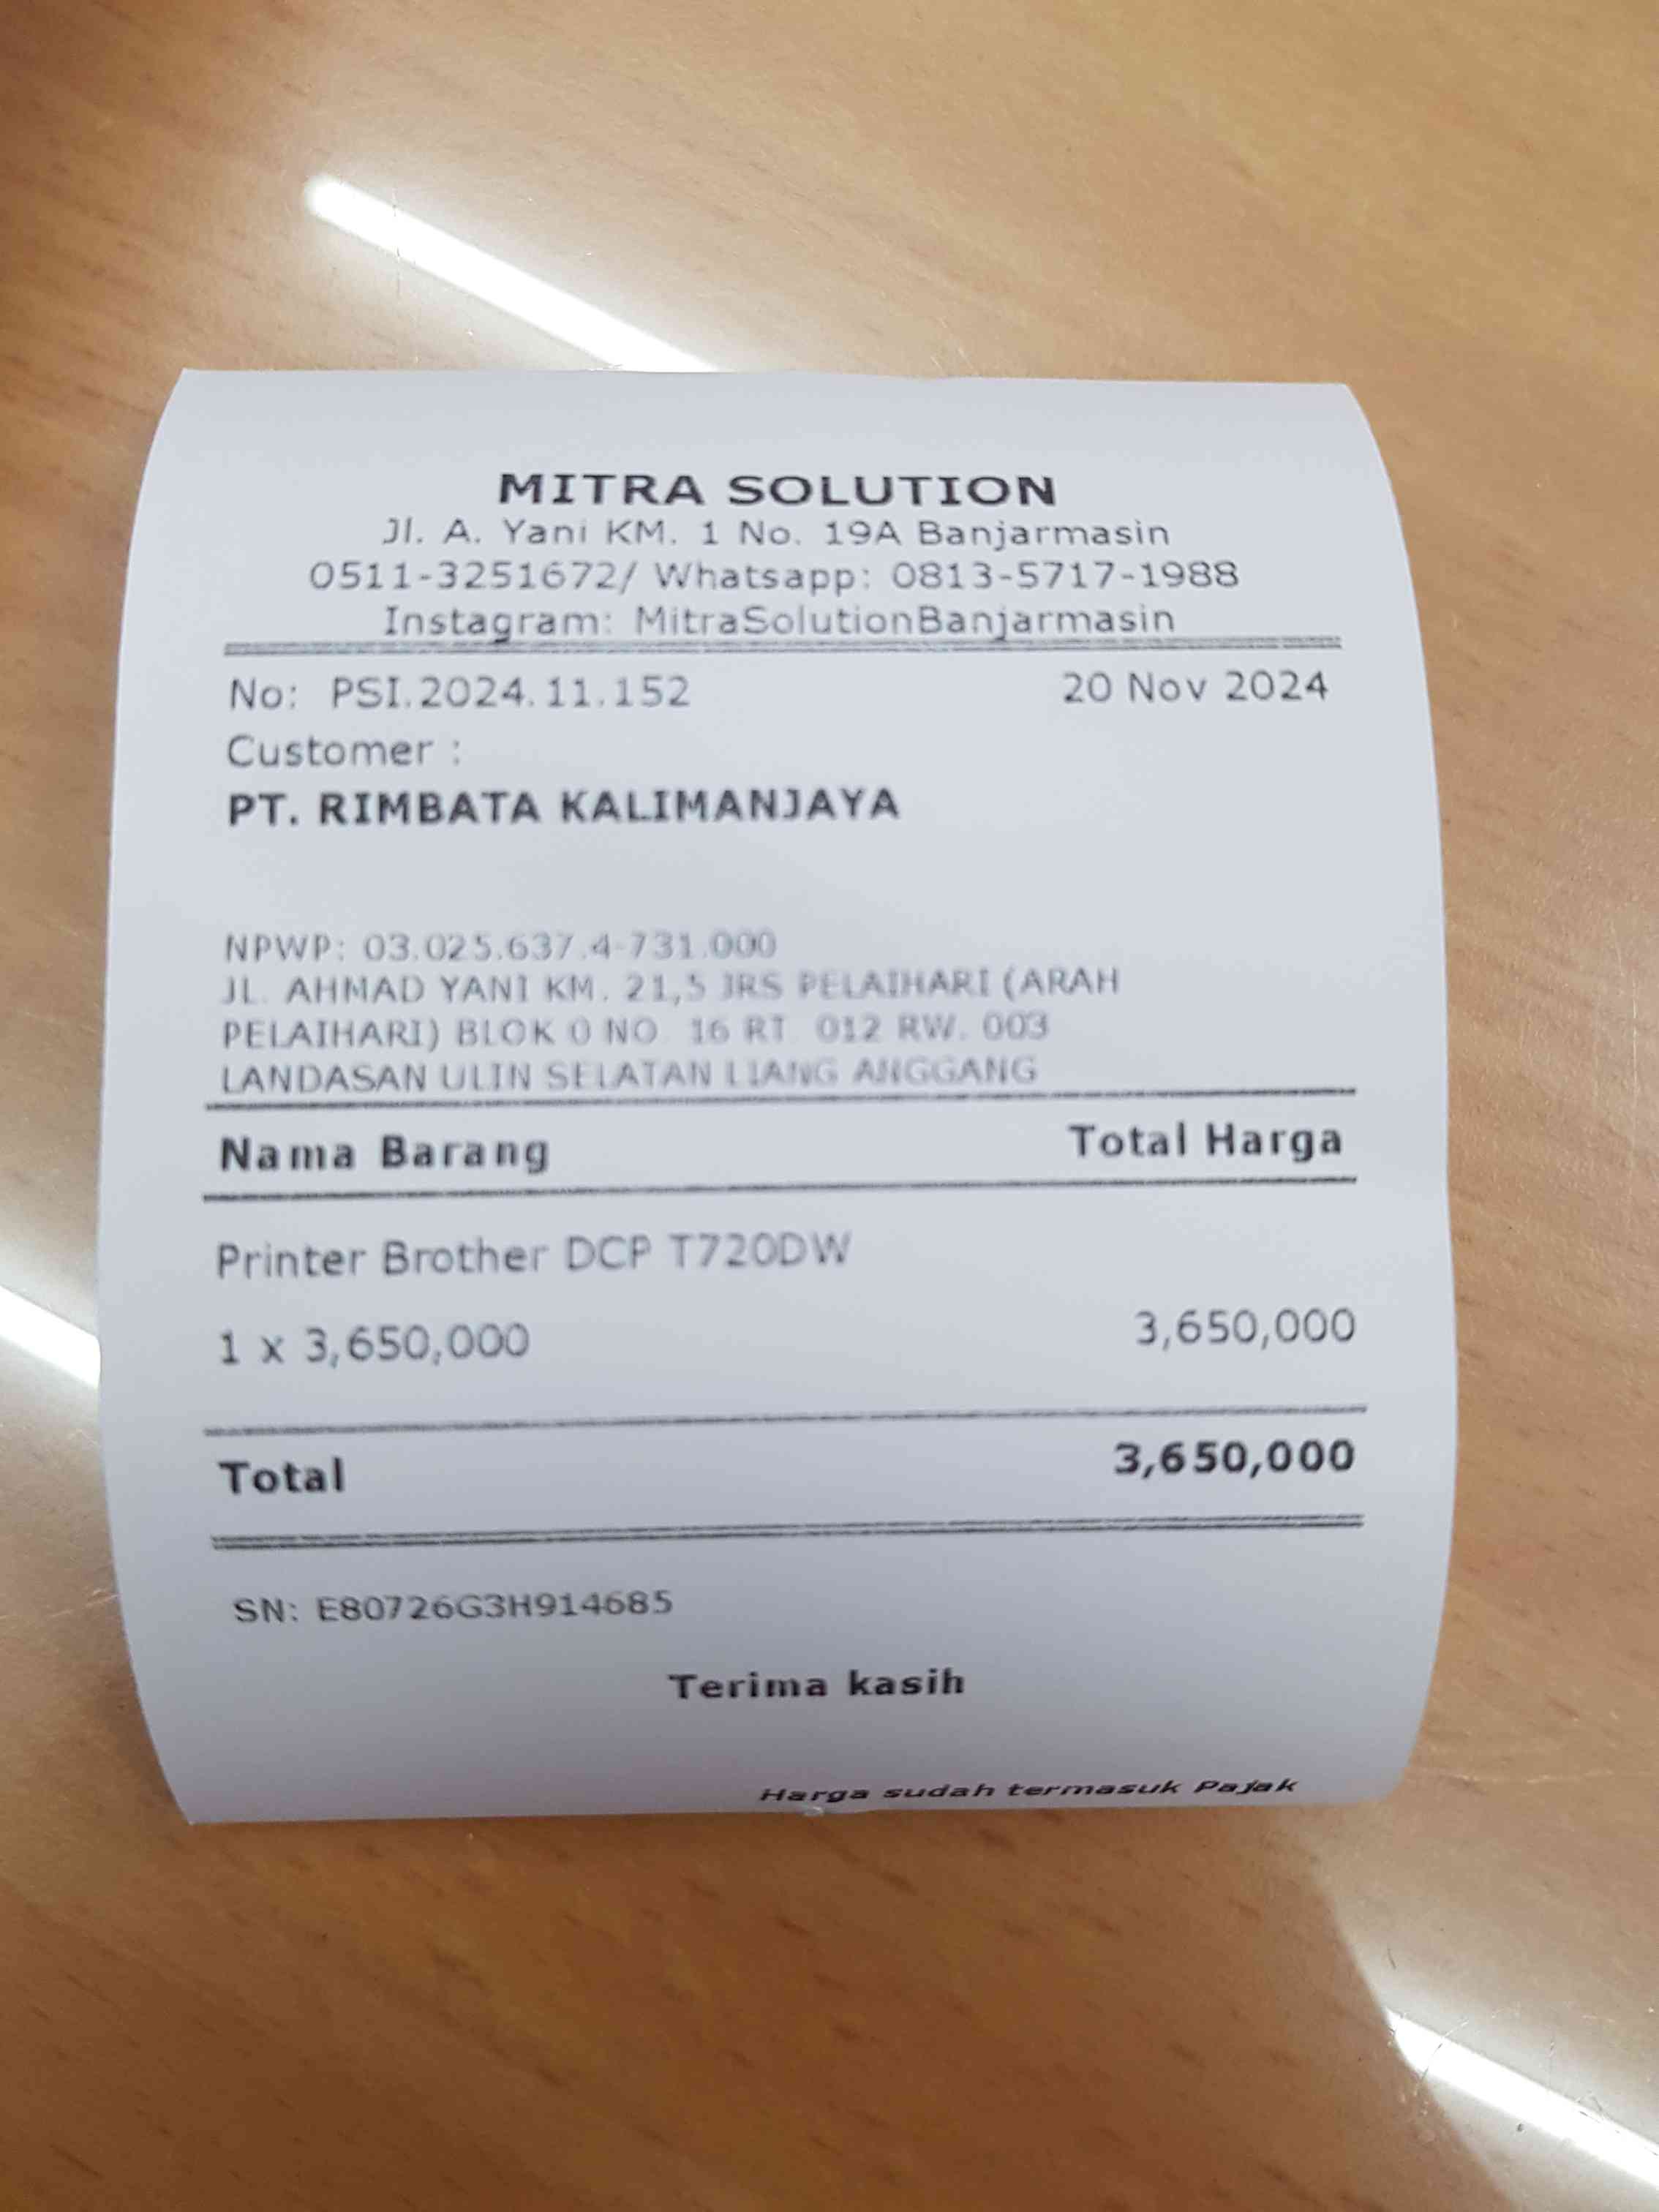 MITRA SOLUTION
Jl. A. Yani KM. 1 No. 19A Banjarmasin
0511-3251672/ Whatsapp: 0813-5717-1988
Instagram: MitraSolutionBanjarmasin
No: PSI.2024.11.152 20 Nov 2024
Customer :
PT. RIMBATA KALIMANJAYA
NPWP: 03.025.637.4-731.000
JL. AHMAD YANI KM. 21,5 JRS PELAIHARI (ARAH
PELAIHARI) BLOK O NO. 16 RT. 012 RW. 003
LANDASAN ULIN SELATAN LIANG ANGGANG
Nama Barang Total Harga
Printer Brother DCP T720DW
1 x 3,650,000 3,650,000
Total 3,650,000
SN: E80726G3H914685
Terima kasih
Harga sudah termasuk Pajak